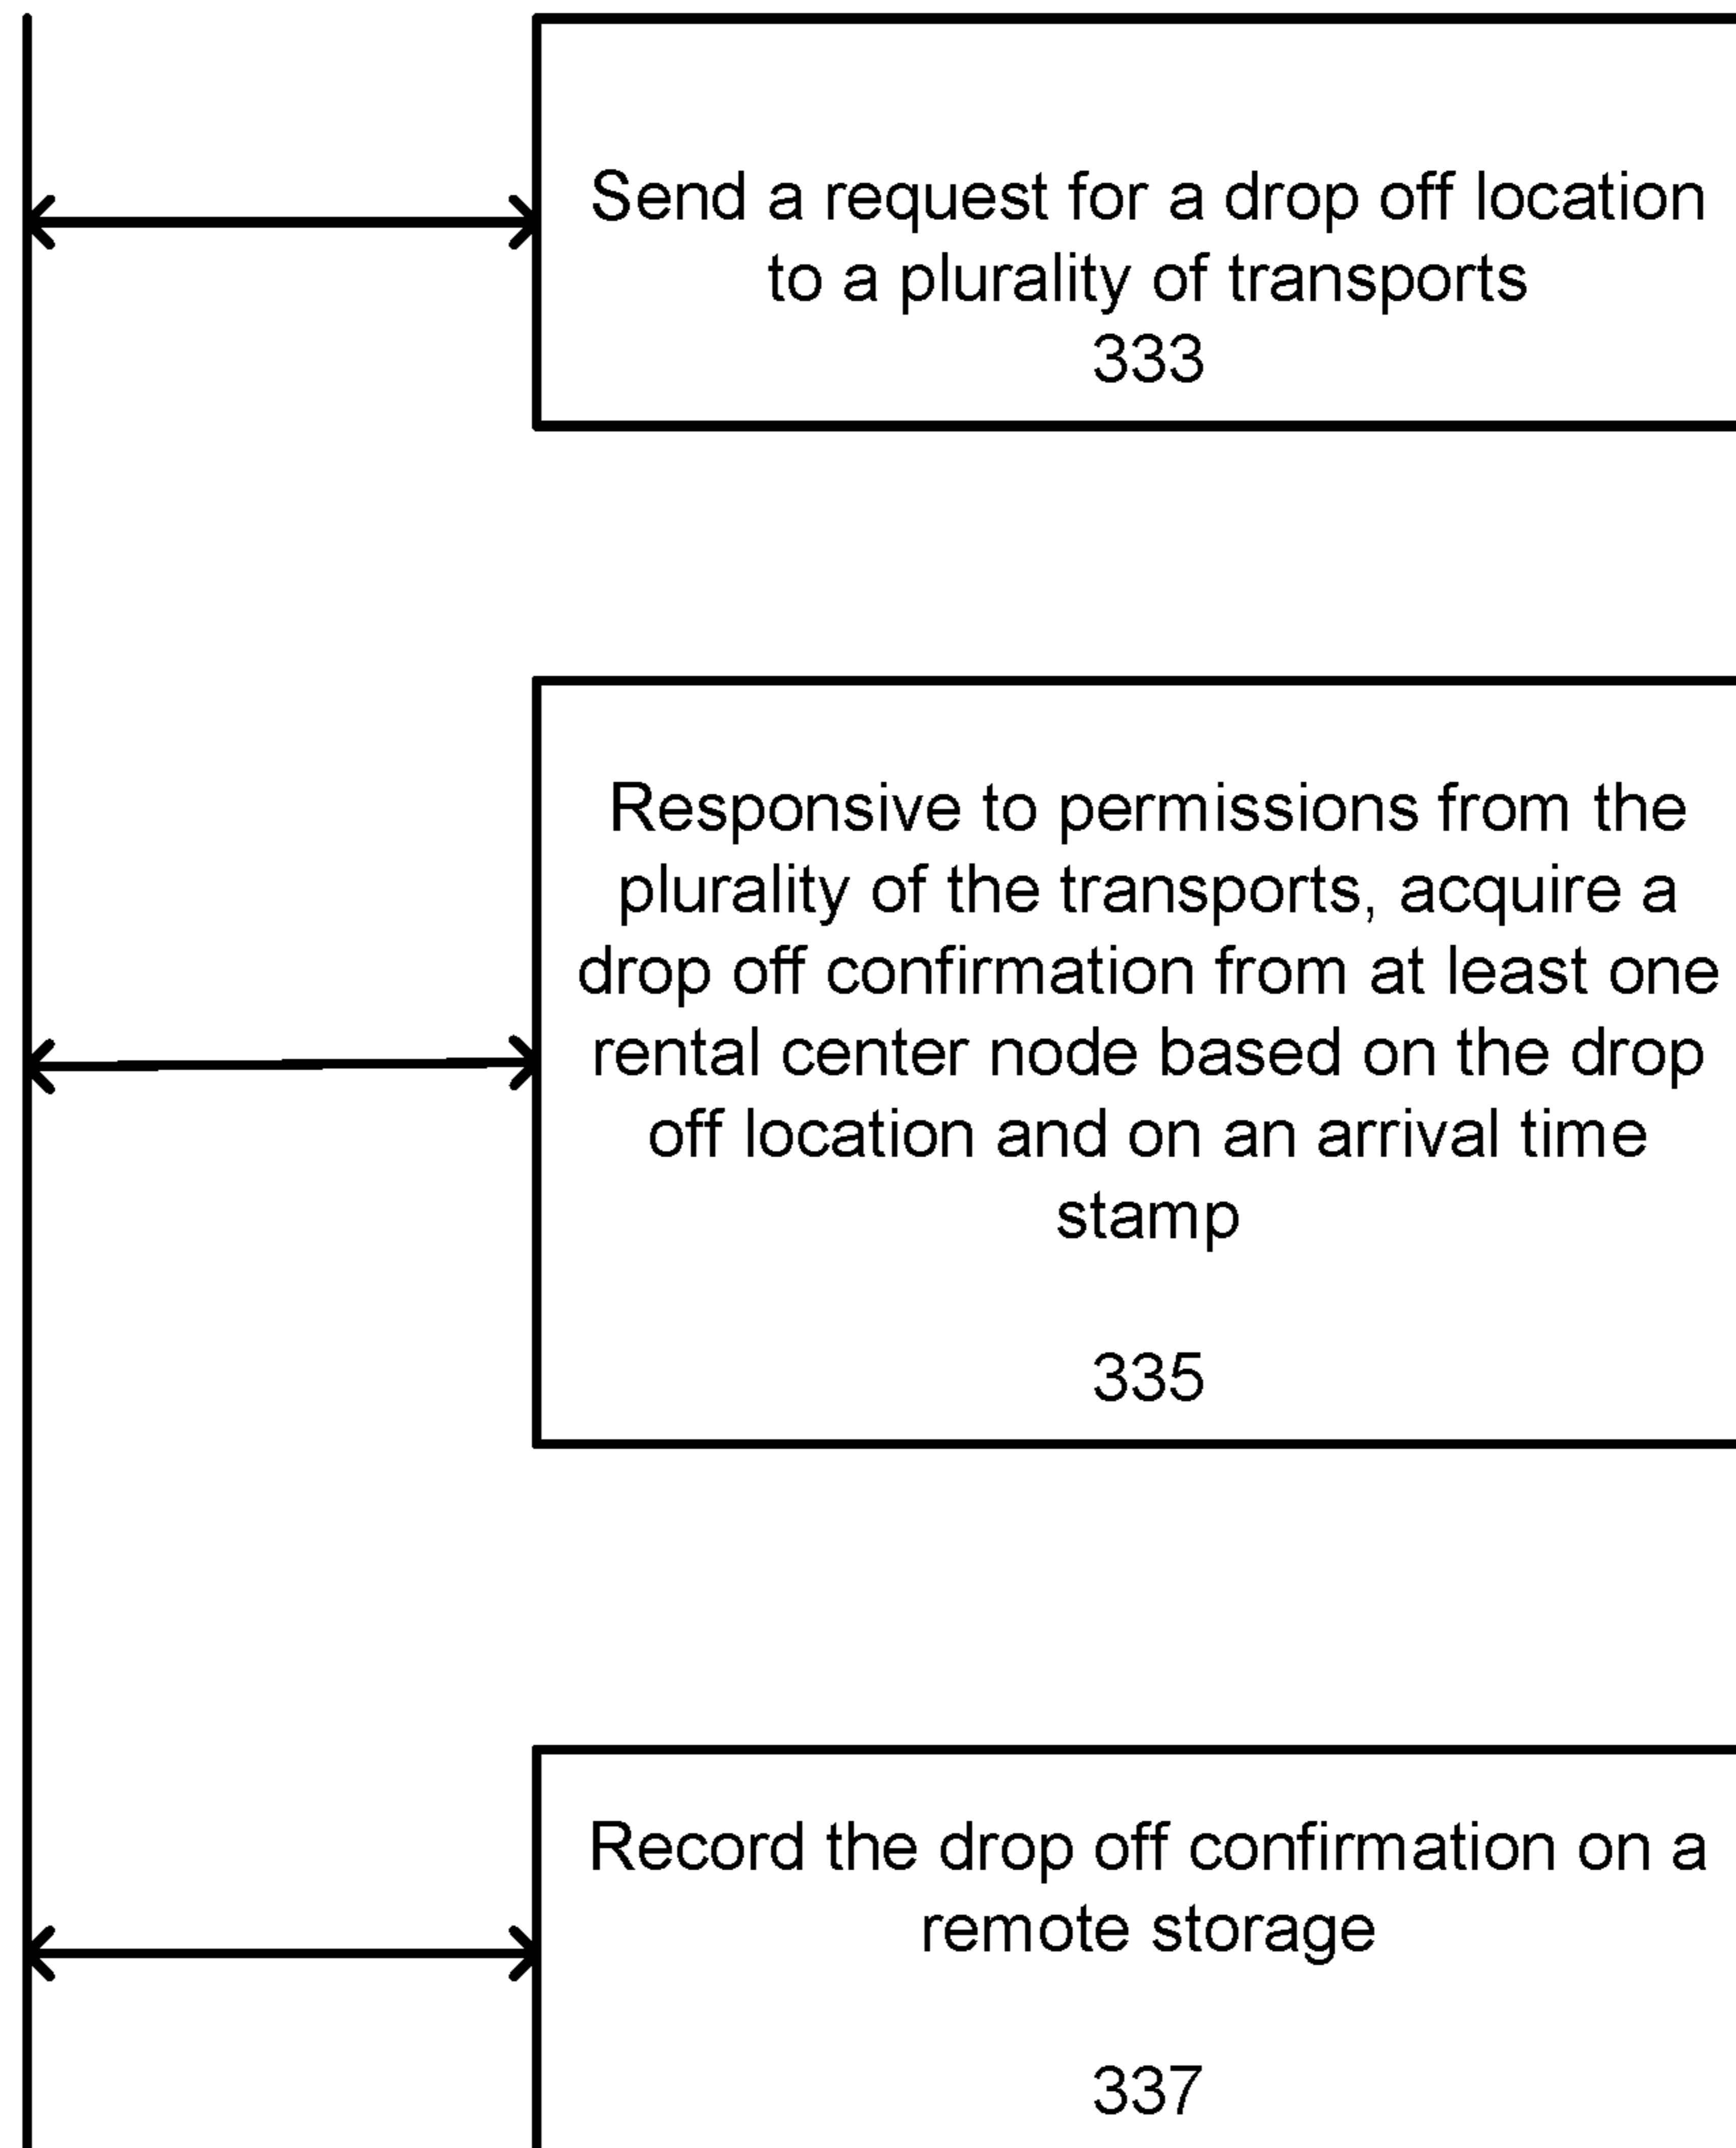 Send a request for a drop off location
to a plurality of transports
333
Responsive to permissions from the
plurality of the transports, acquire a
drop off confirmation from at least one
rental center node based on the drop
off location and on an arrival time
stamp
335
Record the drop off confirmation on a
remote storage
337